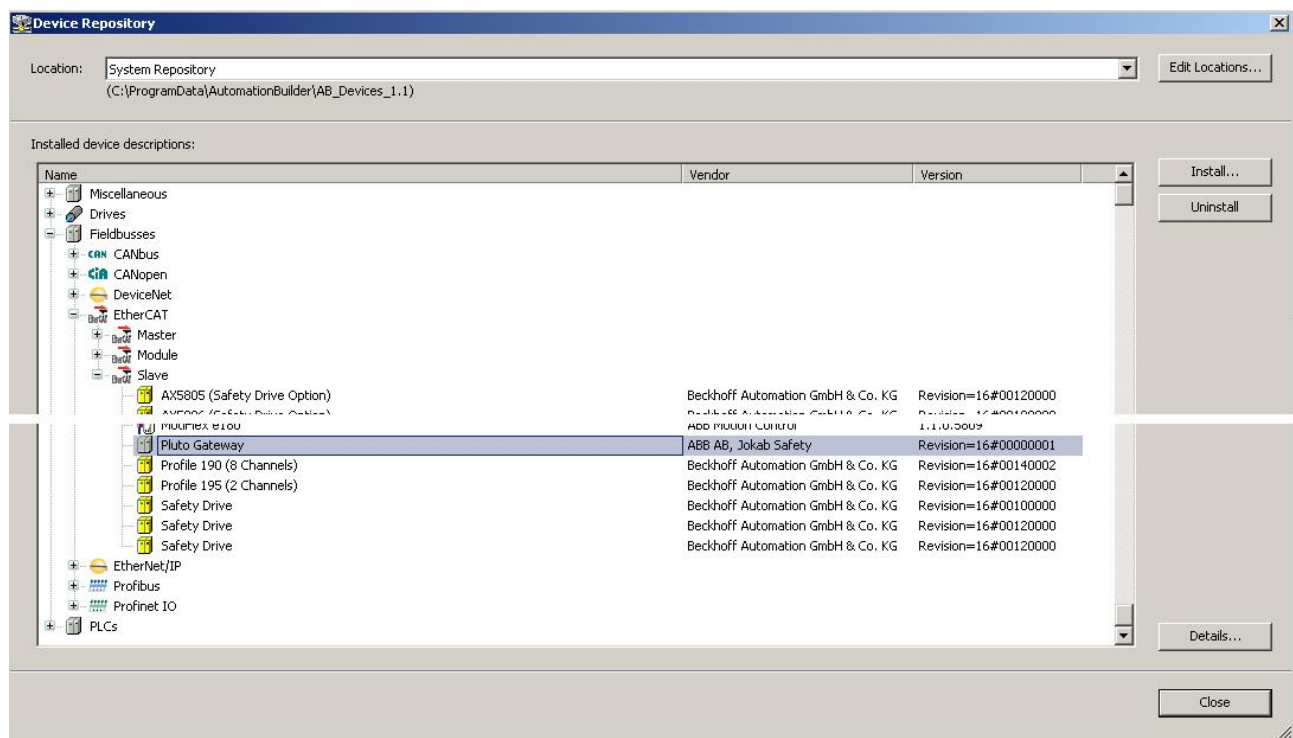 Device Repository
Location: System Repository Edit Locations...
(C:\ProgramData\AutomationBuilder\AB_Devices_1.1)
Installed device descriptions:
Name Vendor Version Install...
Miscellaneous
Drives Uninstall
Fieldbusses
CAN CANbus
CiA CANopen
DeviceNet
EtherCAT
Master
Module
Slave
AX5805 (Safety Drive Option) Beckhoff Automation GmbH & Co. KG Revision=16#00120000
ABB Motion Control 1.1.0.5809
Pluto Gateway ABB AB, Jokab Safety Revision=16#00000001
Profile 190 (8 Channels) Beckhoff Automation GmbH & Co. KG Revision=16#00140002
Profile 195 (2 Channels) Beckhoff Automation GmbH & Co. KG Revision=16#00120000
Safety Drive Beckhoff Automation GmbH & Co. KG Revision=16#00100000
Safety Drive Beckhoff Automation GmbH & Co. KG Revision=16#00120000
Safety Drive Beckhoff Automation GmbH & Co. KG Revision=16#00120000
EtherNet/IP
Profibus
Profinet IO
PLCs
Details...
Close